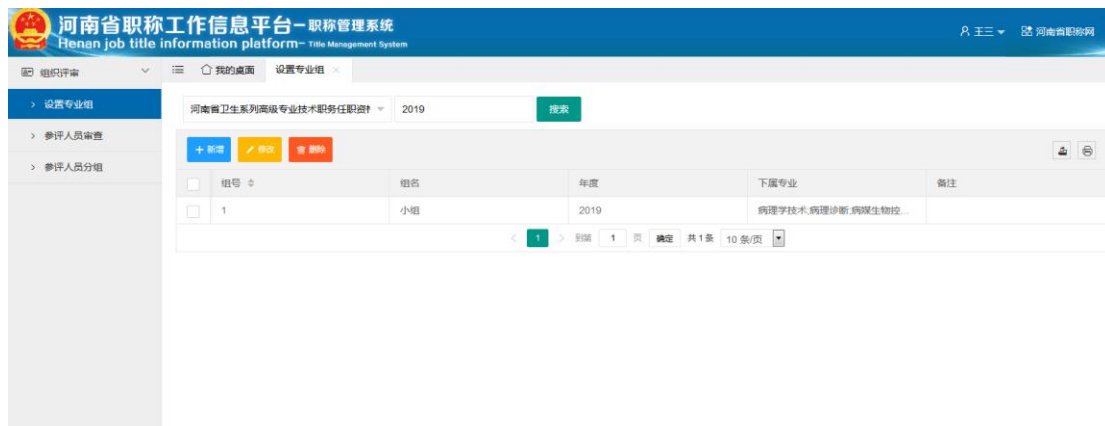 河南省职称工作信息平台-职称管理系统
Henan job title information platform- Title Management System
王三 河南省职称网
组织评审 我的桌面 设置专业组
设置专业组
河南省卫生系列高级专业技术职务任职资格 2019 搜索
参评人员审查
新增 修改 删除
参评人员分组
组号 组名 年度 下属专业 备注
1 小组 2019 病理学技术;病理诊断;病媒生物控...
1 到第 1 页 确定 共1条 10 条/页